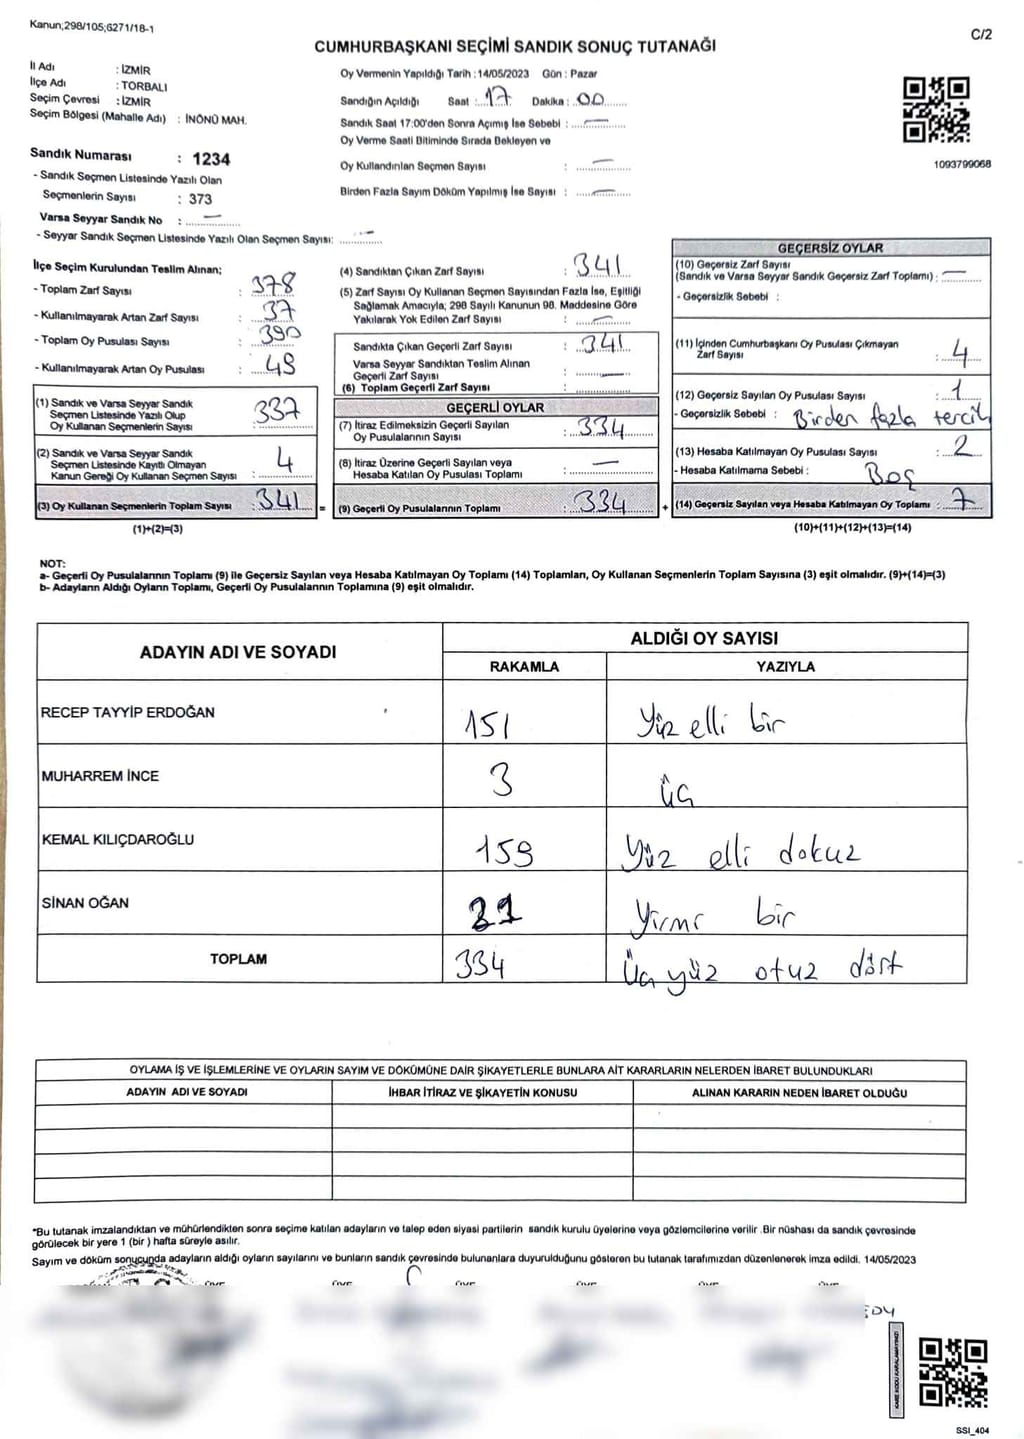 Kanun;298/105;6271/18-1
C/2
CUMHURBAŞKANI SEÇİMİ SANDIK SONUÇ TUTANAĞI
İl Adı : İZMİR
İlçe Adı : TORBALI
Seçim Çevresi : İZMİR
Seçim Bölgesi (Mahalle Adı) : İNÖNÜ MAH.
Sandık Numarası : 1234
- Sandık Seçmen Listesinde Yazılı Olan
Seçmenlerin Sayısı : 373
Varsa Seyyar Sandık No : —
- Seyyar Sandık Seçmen Listesinde Yazılı Olan Seçmen Sayısı: —
Oy Vermenin Yapıldığı Tarih : 14/05/2023 Gün : Pazar
Sandığın Açıldığı Saat : 17 Dakika : 00
Sandık Saat 17:00'den Sonra Açımış İse Sebebi : —
Oy Verme Saati Bitiminde Sırada Bekleyen ve
Oy Kullandırılan Seçmen Sayısı : —
Birden Fazla Sayım Döküm Yapılmış İse Sayısı : —
1093799068
İlçe Seçim Kurulundan Teslim Alınan;
- Toplam Zarf Sayısı : 378
- Kullanılmayarak Artan Zarf Sayısı : 37
- Toplam Oy Pusulası Sayısı : 390
- Kullanılmayarak Artan Oy Pusulası : 49
(1) Sandık ve Varsa Seyyar Sandık
Seçmen Listesinde Yazılı Olup
Oy Kullanan Seçmenlerin Sayısı : 337
(2) Sandık ve Varsa Seyyar Sandık
Seçmen Listesinde Kayıtlı Olmayan
Kanun Gereği Oy Kullanan Seçmen Sayısı : 4
(3) Oy Kullanan Seçmenlerin Toplam Sayısı : 341 =
(1)+(2)=(3)
(4) Sandıktan Çıkan Zarf Sayısı : 341
(5) Zarf Sayısı Oy Kullanan Seçmen Sayısından Fazla İse, Eşitliği
Sağlamak Amacıyla; 298 Sayılı Kanunun 98. Maddesine Göre
Yakılarak Yok Edilen Zarf Sayısı : —
Sandıkta Çıkan Geçerli Zarf Sayısı : 341
Varsa Seyyar Sandıktan Teslim Alınan
Geçerli Zarf Sayısı : —
(6) Toplam Geçerli Zarf Sayısı :
GEÇERLİ OYLAR
(7) İtiraz Edilmeksizin Geçerli Sayılan
Oy Pusulalarının Sayısı : 334
(8) İtiraz Üzerine Geçerli Sayılan veya
Hesaba Katılan Oy Pusulası Toplamı : —
(9) Geçerli Oy Pusulalarının Toplamı : 334 +
GEÇERSİZ OYLAR
(10) Geçersiz Zarf Sayısı
(Sandık ve Varsa Seyyar Sandık Geçersiz Zarf Toplamı) : —
- Geçersizlik Sebebi :
(11) İçinden Cumhurbaşkanı Oy Pusulası Çıkmayan
Zarf Sayısı : 4
(12) Geçersiz Sayılan Oy Pusulası Sayısı : 1
- Geçersizlik Sebebi : Birden fazla tercih
(13) Hesaba Katılmayan Oy Pusulası Sayısı : 2
- Hesaba Katılmama Sebebi : Boş
(14) Geçersiz Sayılan veya Hesaba Katılmayan Oy Toplamı : 7
(10)+(11)+(12)+(13)=(14)
NOT:
a- Geçerli Oy Pusulalarının Toplamı (9) ile Geçersiz Sayılan veya Hesaba Katılmayan Oy Toplamı (14) Toplamları, Oy Kullanan Seçmenlerin Toplam Sayısına (3) eşit olmalıdır. (9)+(14)=(3)
b- Adayların Aldığı Oyların Toplamı, Geçerli Oy Pusulalarının Toplamına (9) eşit olmalıdır.
ADAYIN ADI VE SOYADI ALDIĞI OY SAYISI
RAKAMLA YAZIYLA
RECEP TAYYİP ERDOĞAN 151 Yüz elli bir
MUHARREM İNCE 3 üç
KEMAL KILIÇDAROĞLU 159 Yüz elli dokuz
SİNAN OĞAN 21 Yirmi bir
TOPLAM 334 Üç yüz otuz dört
OYLAMA İŞ VE İŞLEMLERİNE VE OYLARIN SAYIM VE DÖKÜMÜNE DAİR ŞİKAYETLERLE BUNLARA AİT KARARLARIN NELERDEN İBARET BULUNDUKLARI
ADAYIN ADI VE SOYADI İHBAR İTİRAZ VE ŞİKAYETİN KONUSU ALINAN KARARIN NEDEN İBARET OLDUĞU
*Bu tutanak imzalandıktan ve mühürlendikten sonra seçime katılan adayların ve talep eden siyasi partilerin sandık kurulu üyelerine veya gözlemcilerine verilir .Bir nüshası da sandık çevresinde
görülecek bir yere 1 (bir ) hafta süreyle asılır.
Sayım ve döküm sonucunda adayların aldığı oyların sayılarını ve bunların sandık çevresinde bulunanlara duyurulduğunu gösteren bu tutanak tarafımızdan düzenlenerek imza edildi. 14/05/2023
SSI_404